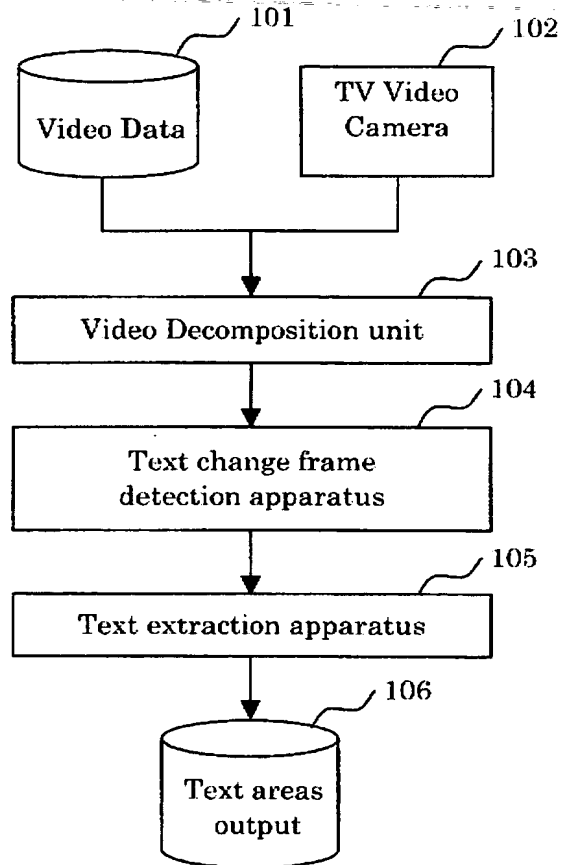 101
102
Video Data
TV Video
Camera
103
Video Decomposition unit
104
Text change frame
detection apparatus
105
Text extraction apparatus
106
Text areas
output